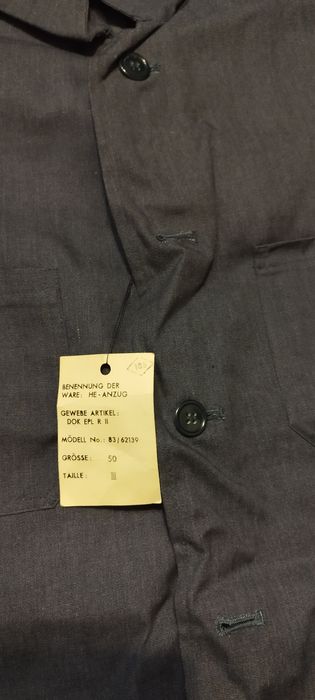 BENENNUNG DER
WARE: HE-ANZUG
GEWEBE ARTIKEL:
DOK EPL R II
MODELL No.: 83/62139
GRÖSSE: 50
TAILLE: III